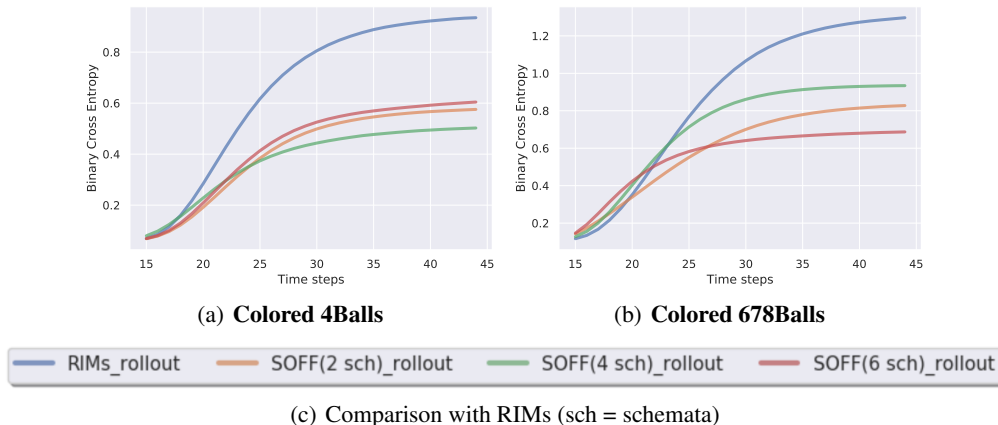 Binary Cross Entropy
0.8
0.6
0.4
0.2
15 20 25 30 35 40 45
Time steps
(a) Colored 4Balls
Binary Cross Entropy
1.2
1.0
0.8
0.6
0.4
0.2
15 20 25 30 35 40 45
Time steps
(b) Colored 678Balls
RIMs_rollout SOFF(2 sch)_rollout SOFF(4 sch)_rollout SOFF(6 sch)_rollout
(c) Comparison with RIMs (sch = schemata)